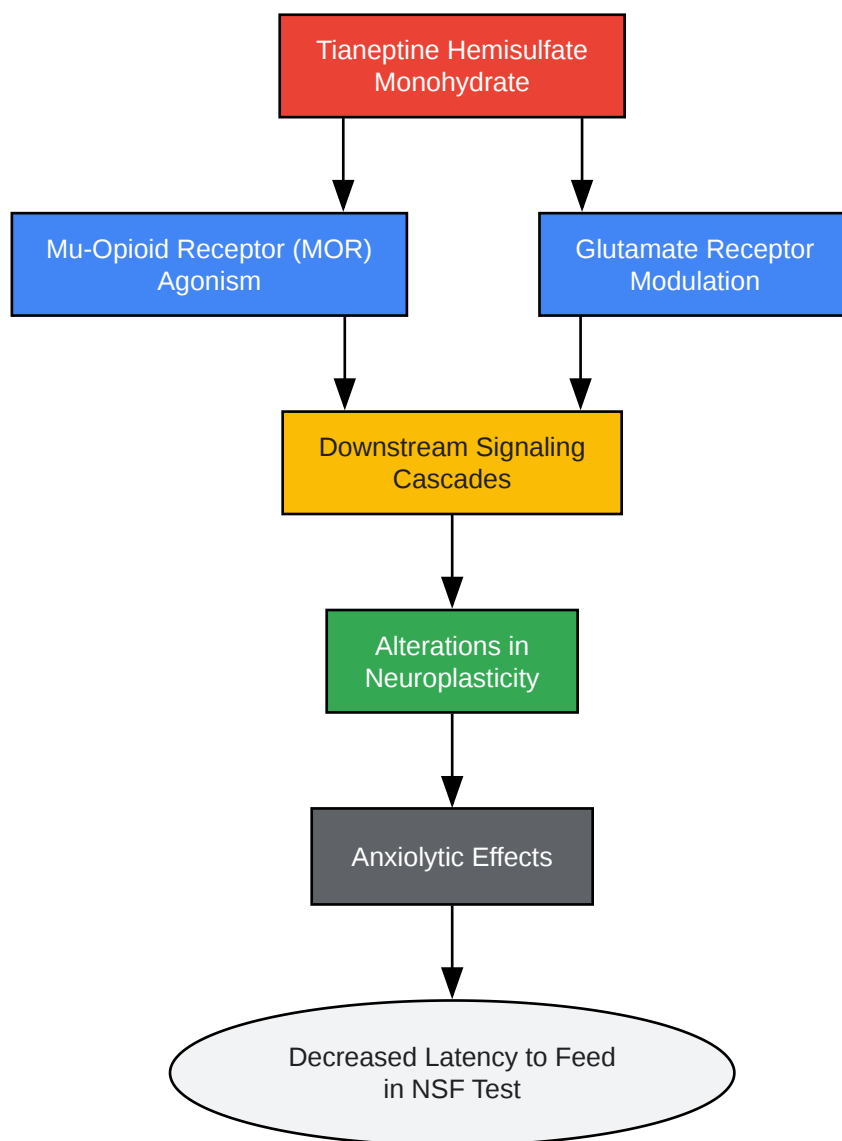 Tianeptine Hemisulfate
Monohydrate
Mu-Opioid Receptor (MOR)
Agonism
Glutamate Receptor
Modulation
Downstream Signaling
Cascades
Alterations in
Neuroplasticity
Anxiolytic Effects
Decreased Latency to Feed
in NSF Test